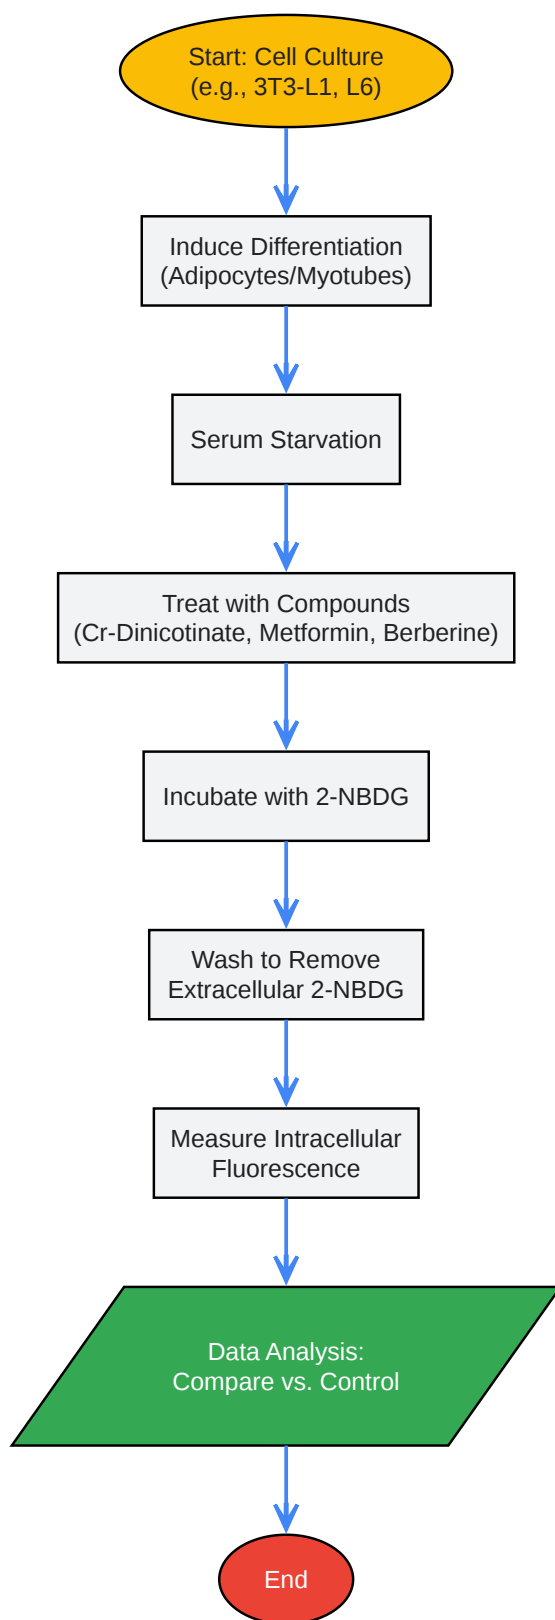 Start: Cell Culture
(e.g., 3T3-L1, L6)
Induce Differentiation
(Adipocytes/Myotubes)
Serum Starvation
Treat with Compounds
(Cr-Dinicotinate, Metformin, Berberine)
Incubate with 2-NBDG
Wash to Remove
Extracellular 2-NBDG
Measure Intracellular
Fluorescence
Data Analysis:
Compare vs. Control
End